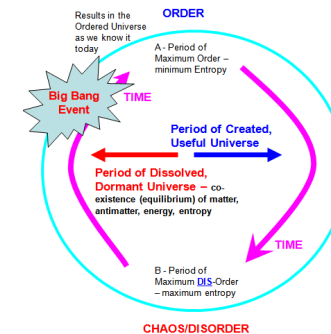 ORDER
Results in the
Ordered Universe
as we know it
today
A - Period of
Maximum Order –
minimum Entropy
Big Bang
Event
TIME
Period of Created,
Useful Universe
Period of Dissolved,
Dormant Universe – co-
existence (equilibrium) of matter,
antimatter, energy, entropy
TIME
B - Period of
Maximum DIS-Order
– maximum entropy
CHAOS/DISORDER